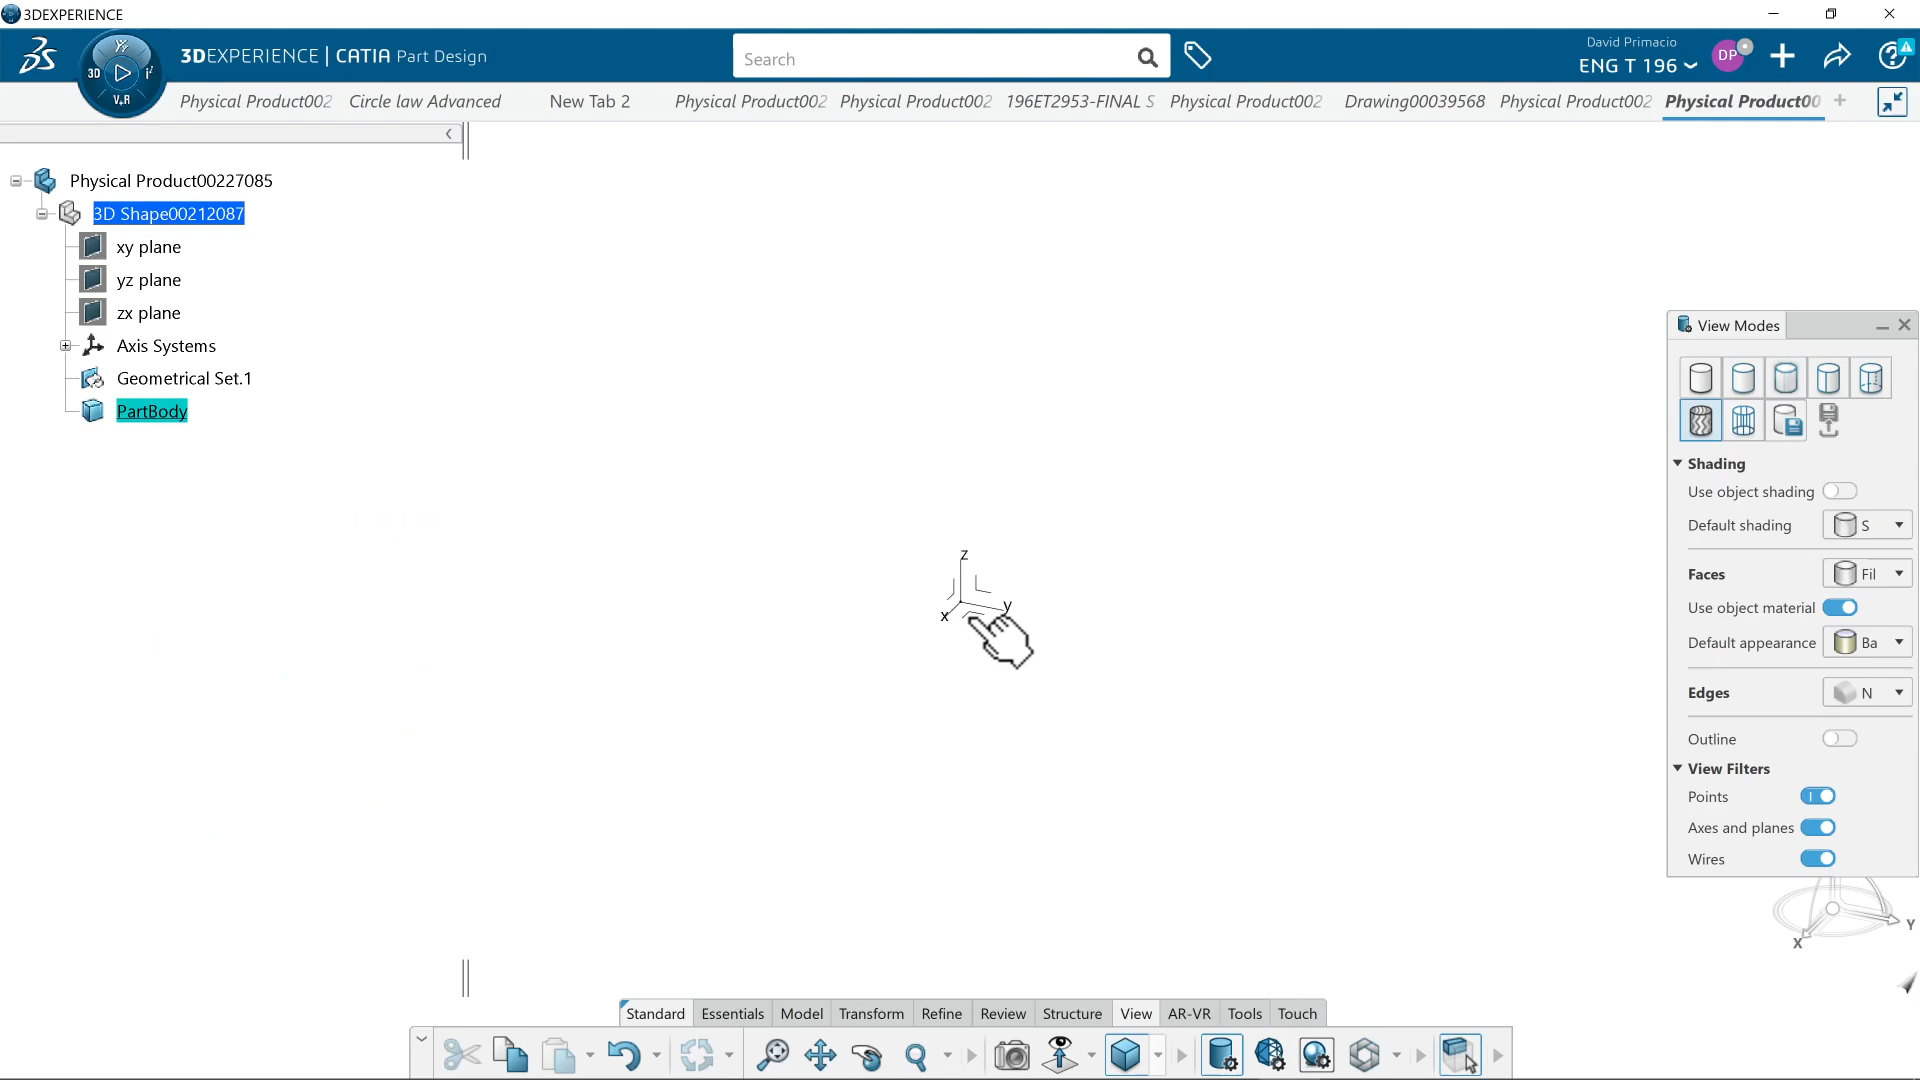 3DEXPERIENCE
3DEXPERIENCE | CATIA Part Design
Search
David Primacio
ENG T 196
DP
3D
V+R
Physical Product002
Circle law Advanced
New Tab 2
Physical Product002
Physical Product002
196ET2953-FINAL S
Physical Product002
Drawing00039568
Physical Product002
Physical Product00
Physical Product00227085
3D Shape00212087
xy plane
yz plane
zx plane
Axis Systems
Geometrical Set.1
PartBody
z
y
x
View Modes
Shading
Use object shading
Default shading
S
Faces
Fil
Use object material
Default appearance
Ba
Edges
N
Outline
View Filters
Points
Axes and planes
Wires
Y
X
Standard
Essentials
Model
Transform
Refine
Review
Structure
View
AR-VR
Tools
Touch